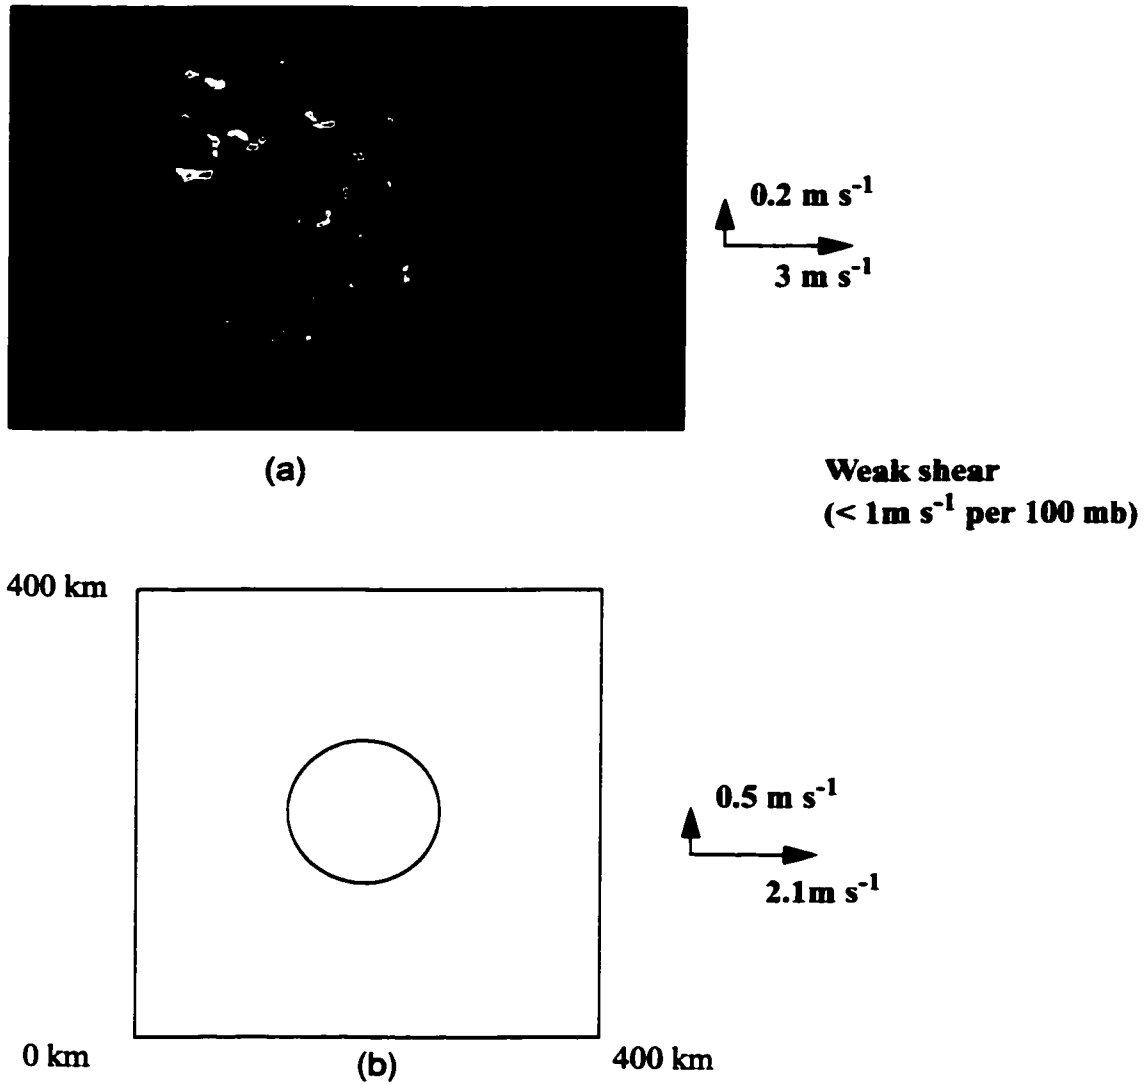 0.2 m s-1
3 m s-1
(a)
Weak shear
(< 1m s-1 per 100 mb)
400 km
0.5 m s-1
2.1m s-1
0 km
(b)
400 km